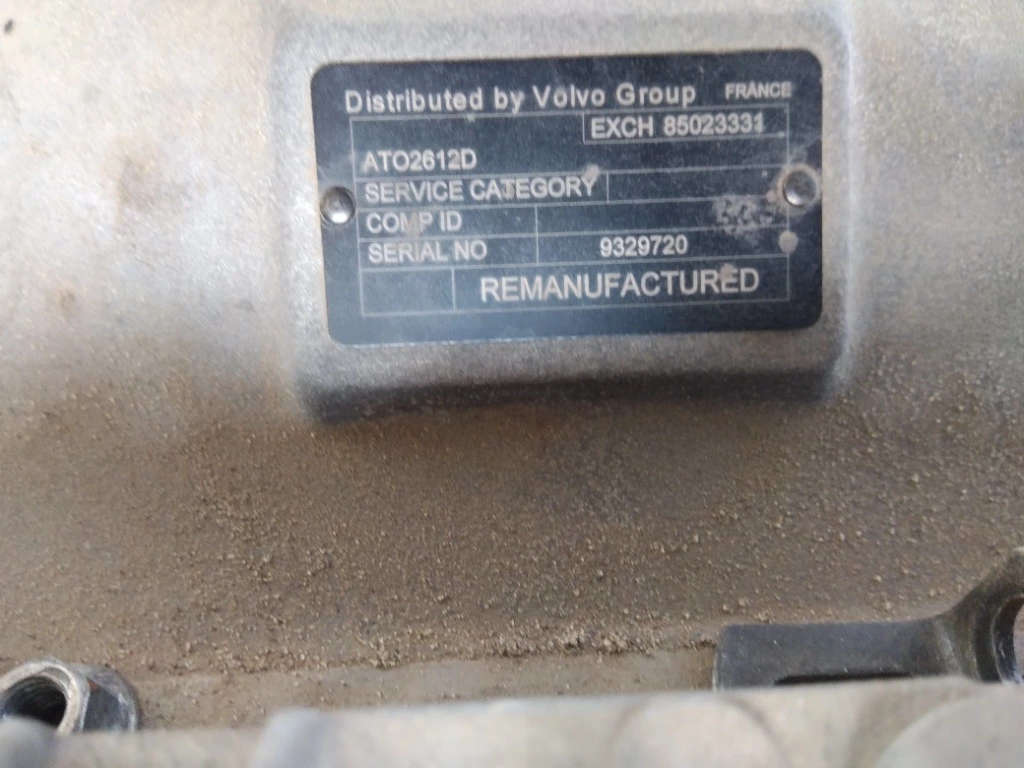 Distributed by Volvo Group FRANCE
EXCH 85023331
ATO2612D
SERVICE CATEGORY
COMP ID
SERIAL NO 9329720
REMANUFACTURED